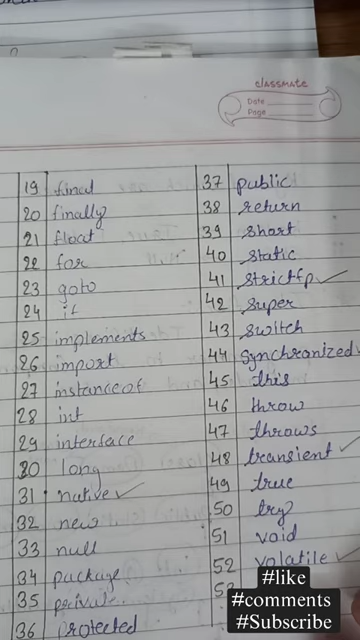 classmate
Date
Page
19 final
20 finally
21 float
22 for
23 goto
24 if
25 implements
26 import
27 instanceof
28 int
29 interface
30 long
31 native
32 new
33 null
34 package
35
36 protected
37 public
38 return
39 short
40 static
41 strictfp
42 super
43 switch
44 Synchronized
45 this
46 throw
47 throws
48 transient
49 true
50 try
51 void
52 volatile
#like
#comments
#Subscribe